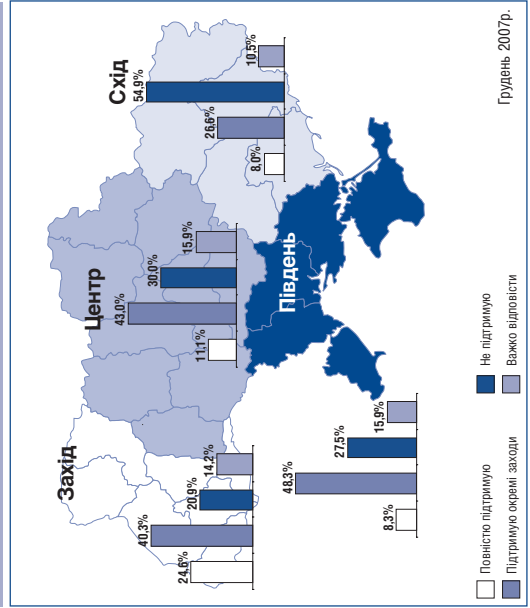 Захід
24,6%
40,3%
20,9%
14,2%
Центр
11,1%
43,0%
30,0%
15,9%
Схід
8,0%
26,6%
54,9%
10,5%
Південь
8,3%
48,3%
27,5%
15,9%
Повністю підтримую
Не підтримую
Підтримую окремі заходи
Важко відповісти
Грудень 2007р.